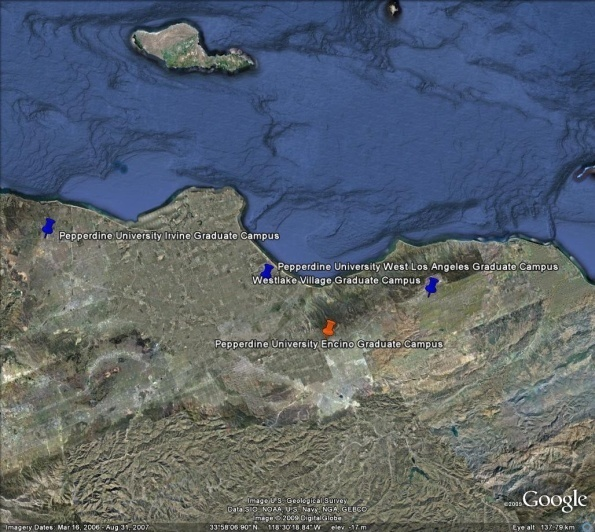 Pepperdine University Irvine Graduate Campus
Pepperdine University West Los Angeles Graduate Campus
Westlake Village Graduate Campus
Pepperdine University Encino Graduate Campus
Image U.S. Geological Survey
Data SIO, NOAA, U.S. Navy, NGA, GEBCO
Image © 2009 DigitalGlobe
©2009 Google
Imagery Dates: Mar 16, 2006 - Aug 31, 2007
33°58'06.90" N 118°30'18.84" W elev -17 m
Eye alt 137.79 km